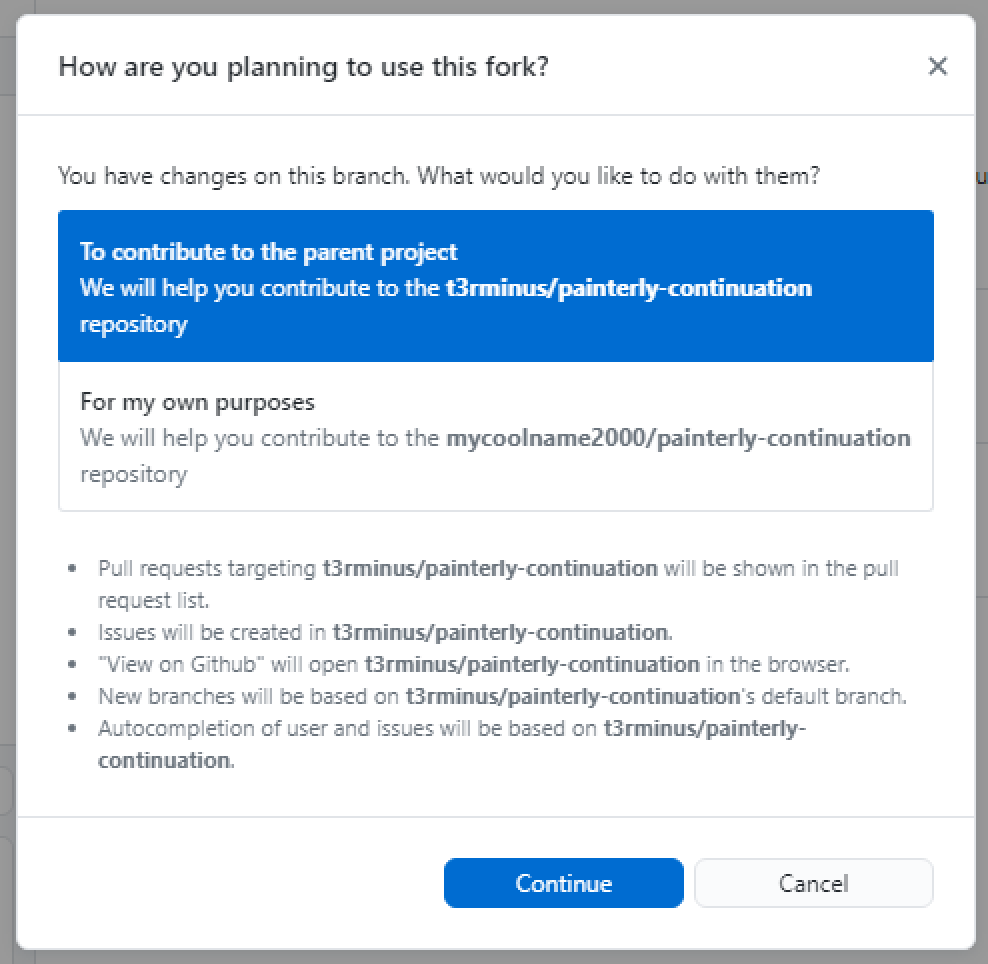 How are you planning to use this fork?
You have changes on this branch. What would you like to do with them?
To contribute to the parent project
We will help you contribute to the t3rminus/painterly-continuation
repository
For my own purposes
We will help you contribute to the mycoolname2000/painterly-continuation
repository
• Pull requests targeting t3rminus/painterly-continuation will be shown in the pull
request list.
• Issues will be created in t3rminus/painterly-continuation.
• "View on Github" will open t3rminus/painterly-continuation in the browser.
• New branches will be based on t3rminus/painterly-continuation's default branch.
• Autocompletion of user and issues will be based on t3rminus/painterly-
continuation.
Continue Cancel